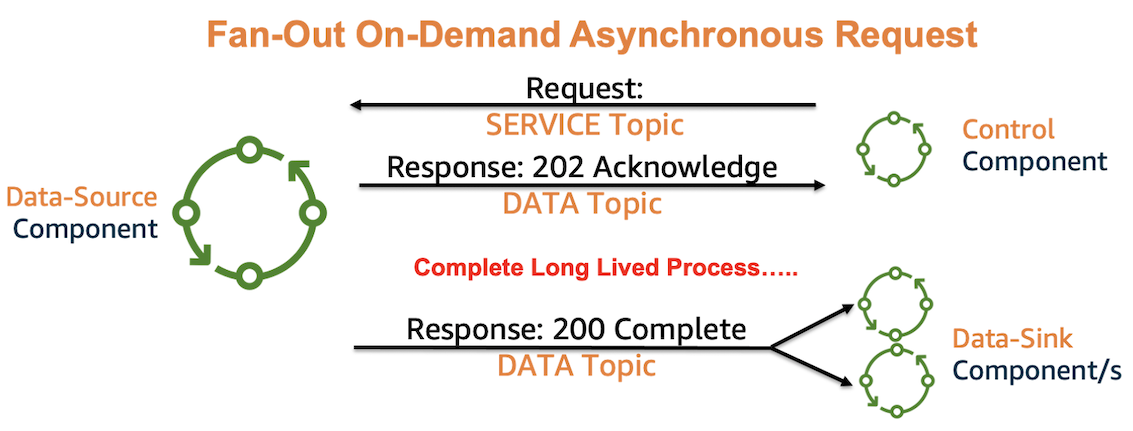 Fan-Out On-Demand Asynchronous Request
Request:
SERVICE Topic
Control
Component
Response: 202 Acknowledge
DATA Topic
Data-Source
Component
Complete Long Lived Process…..
Response: 200 Complete
DATA Topic
Data-Sink
Component/s